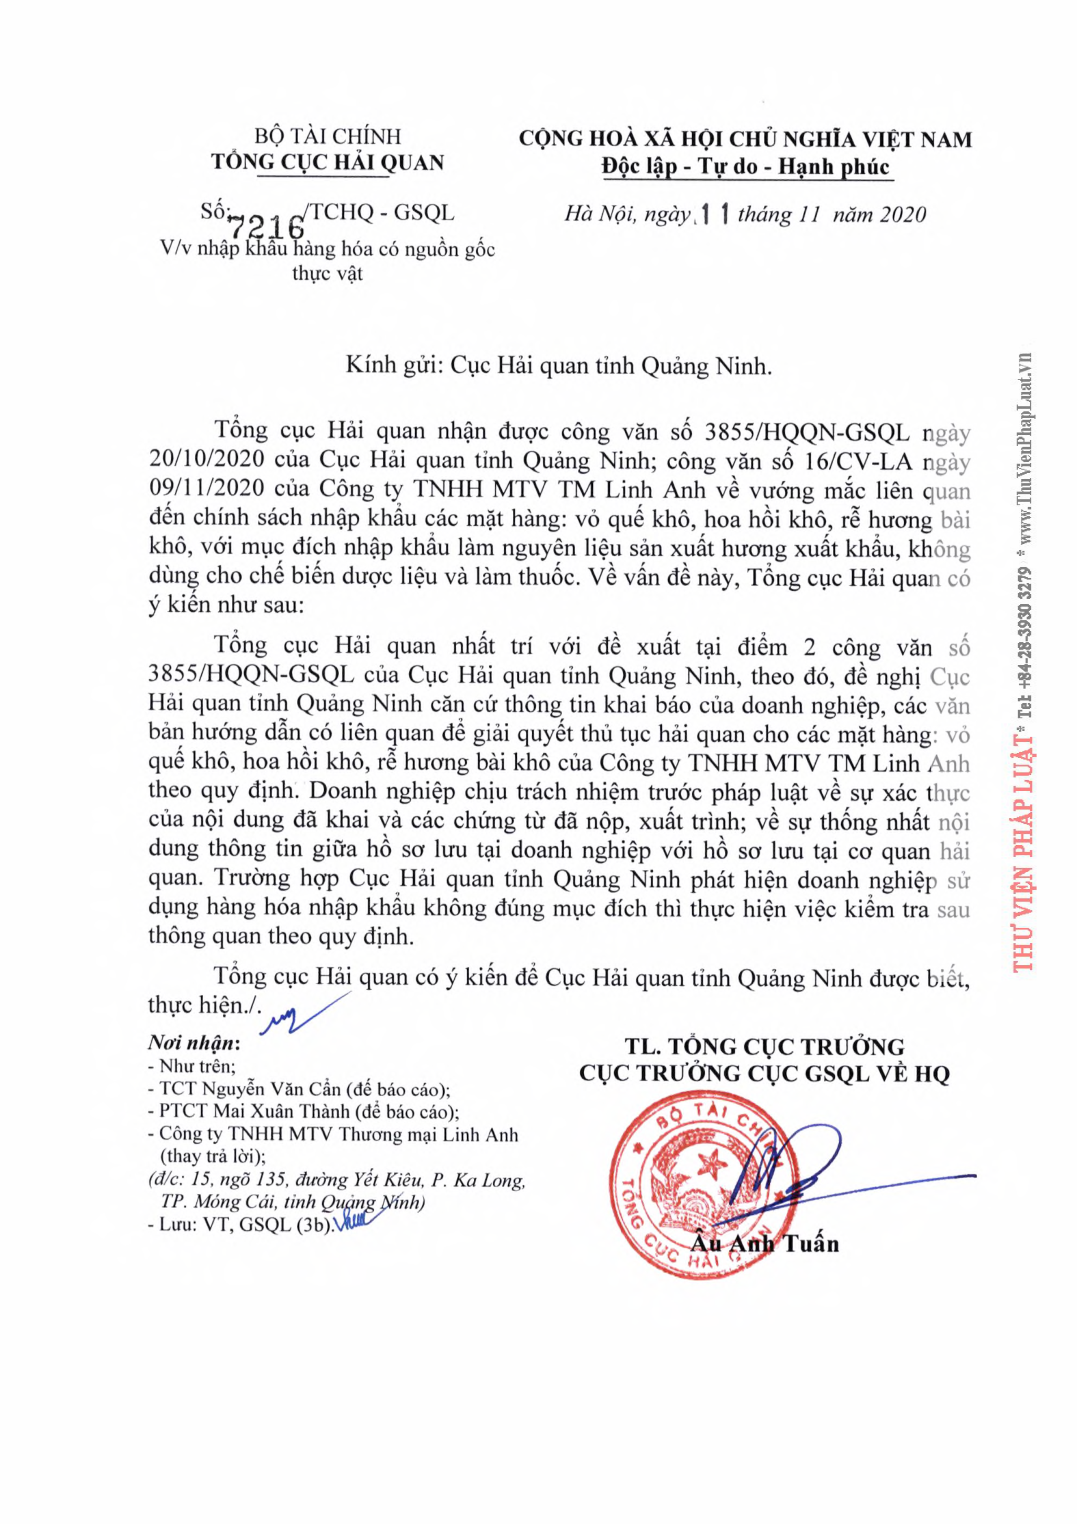 BỘ TÀI CHÍNH
TỔNG CỤC HẢI QUAN
CỘNG HOÀ XÃ HỘI CHỦ NGHĨA VIỆT NAM
Độc lập - Tự do - Hạnh phúc
Số: 7216/TCHQ - GSQL
V/v nhập khẩu hàng hóa có nguồn gốc
thực vật
Hà Nội, ngày 11 tháng 11 năm 2020
Kính gửi: Cục Hải quan tỉnh Quảng Ninh.
Tổng cục Hải quan nhận được công văn số 3855/HQQN-GSQL ngày
20/10/2020 của Cục Hải quan tỉnh Quảng Ninh; công văn số 16/CV-LA ngày
09/11/2020 của Công ty TNHH MTV TM Linh Anh về vướng mắc liên quan
đến chính sách nhập khẩu các mặt hàng: vỏ quế khô, hoa hồi khô, rễ hương bài
khô, với mục đích nhập khẩu làm nguyên liệu sản xuất hương xuất khẩu, không
dùng cho chế biến dược liệu và làm thuốc. Về vấn đề này, Tổng cục Hải quan có
ý kiến như sau:
Tổng cục Hải quan nhất trí với đề xuất tại điểm 2 công văn số
3855/HQQN-GSQL của Cục Hải quan tỉnh Quảng Ninh, theo đó, đề nghị Cục
Hải quan tỉnh Quảng Ninh căn cứ thông tin khai báo của doanh nghiệp, các văn
bản hướng dẫn có liên quan để giải quyết thủ tục hải quan cho các mặt hàng: vỏ
quế khô, hoa hồi khô, rễ hương bài khô của Công ty TNHH MTV TM Linh Anh
theo quy định. Doanh nghiệp chịu trách nhiệm trước pháp luật về sự xác thực
của nội dung đã khai và các chứng từ đã nộp, xuất trình; về sự thống nhất nội
dung thông tin giữa hồ sơ lưu tại doanh nghiệp với hồ sơ lưu tại cơ quan hải
quan. Trường hợp Cục Hải quan tỉnh Quảng Ninh phát hiện doanh nghiệp sử
dụng hàng hóa nhập khẩu không đúng mục đích thì thực hiện việc kiểm tra sau
thông quan theo quy định.
Tổng cục Hải quan có ý kiến để Cục Hải quan tỉnh Quảng Ninh được biết,
thực hiện./.
Nơi nhận:
- Như trên;
- TCT Nguyễn Văn Cẩn (để báo cáo);
- PTCT Mai Xuân Thành (để báo cáo);
- Công ty TNHH MTV Thương mại Linh Anh
(thay trả lời);
(đ/c: 15, ngõ 135, đường Yết Kiêu, P. Ka Long,
TP. Móng Cái, tỉnh Quảng Ninh)
- Lưu: VT, GSQL (3b).
TL. TỔNG CỤC TRƯỞNG
CỤC TRƯỞNG CỤC GSQL VỀ HQ
BỘ TÀI CHÍNH
TỔNG CỤC HẢI QUAN
Âu Anh Tuấn
THƯ VIỆN PHÁP LUẬT * Tel: +84-28-3930 3279 * www.ThuVienPhapLuat.vn